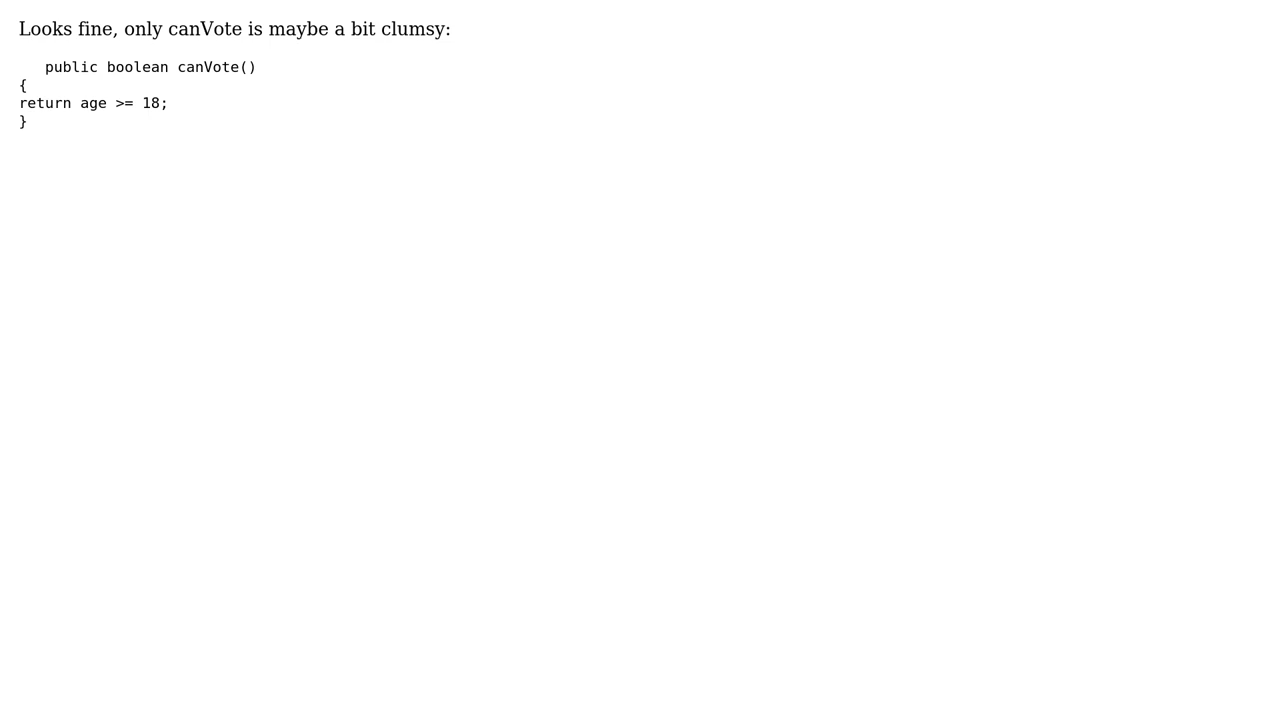 Looks fine, only canVote is maybe a bit clumsy:
   public boolean canVote()
{
return age >= 18;
}